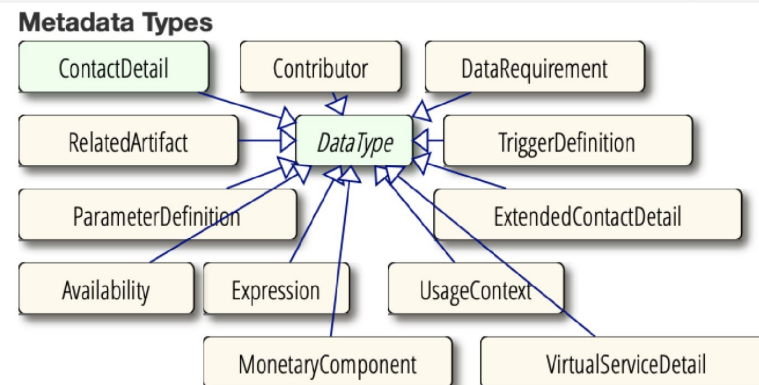 Metadata Types
ContactDetail
Contributor
DataRequirement
RelatedArtifact
DataType
TriggerDefinition
ParameterDefinition
ExtendedContactDetail
Availability
Expression
UsageContext
MonetaryComponent
VirtualServiceDetail